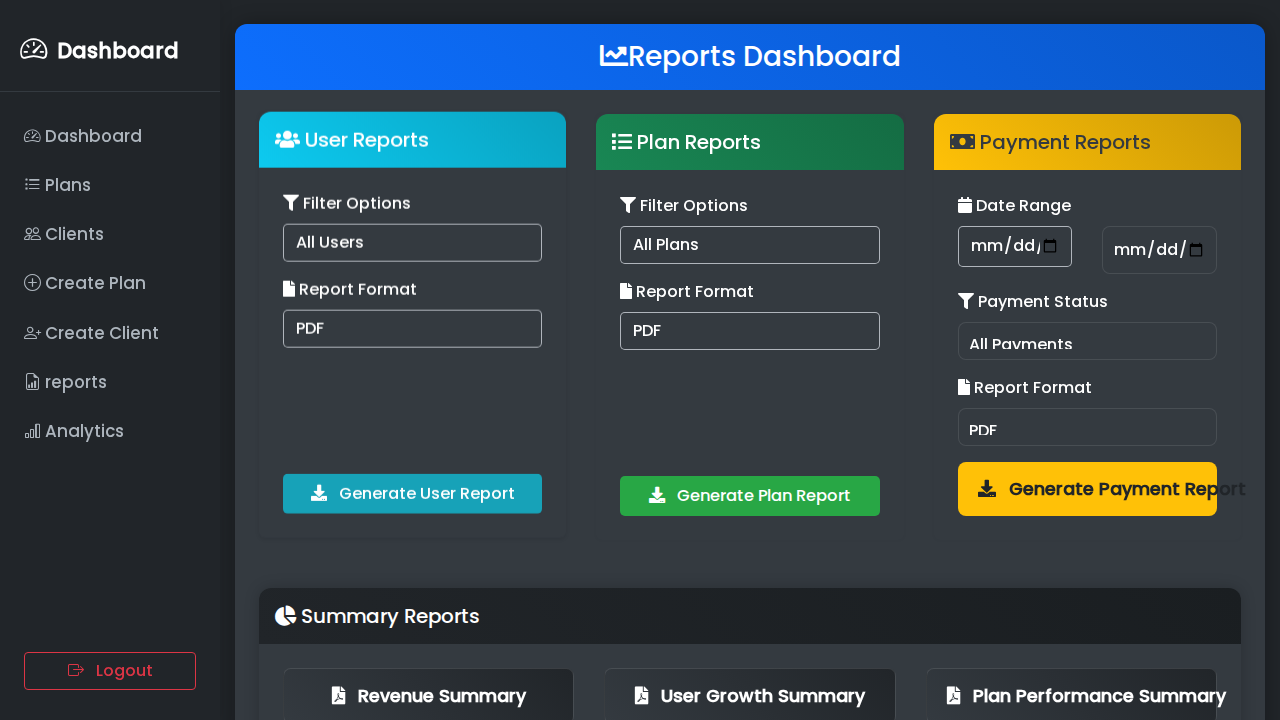 Dashboard
Dashboard
Plans
Clients
Create Plan
Create Client
reports
Analytics
Logout
Reports Dashboard
User Reports
Filter Options
All Users
Report Format
PDF
Generate User Report
Plan Reports
Filter Options
All Plans
Report Format
PDF
Generate Plan Report
Payment Reports
Date Range
mm/dd/ mm/dd/
Payment Status
All Payments
Report Format
PDF
Generate Payment Report
Summary Reports
Revenue Summary
User Growth Summary
Plan Performance Summary